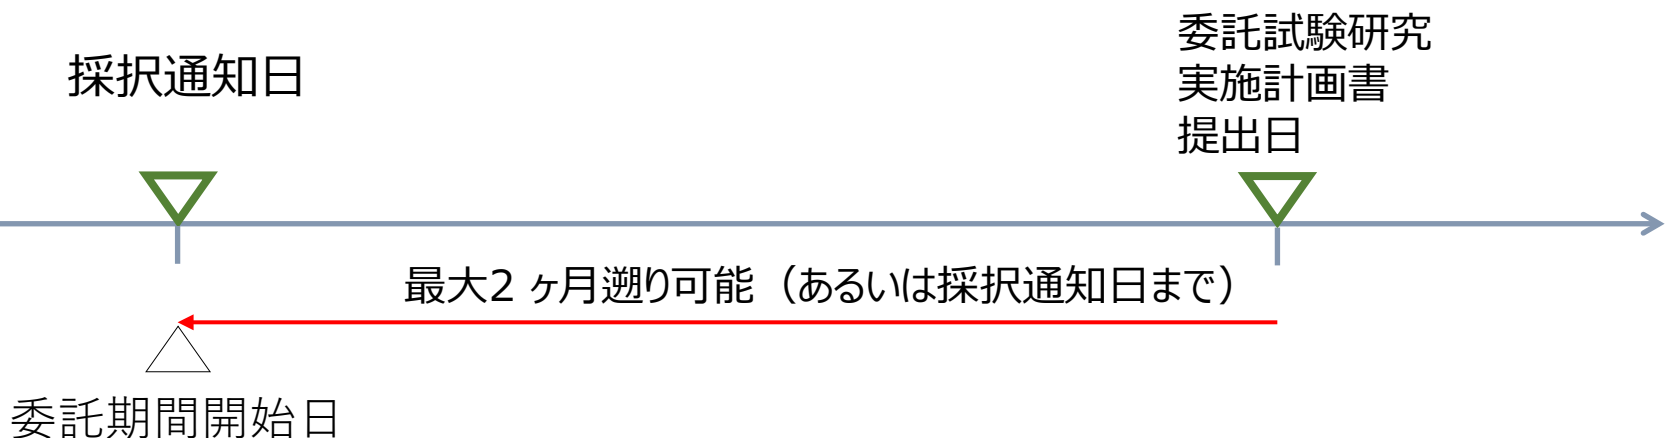 採択通知日
委託試験研究
実施計画書
提出日
最大2 ヶ月遡り可能（あるいは採択通知日まで）
委託期間開始日